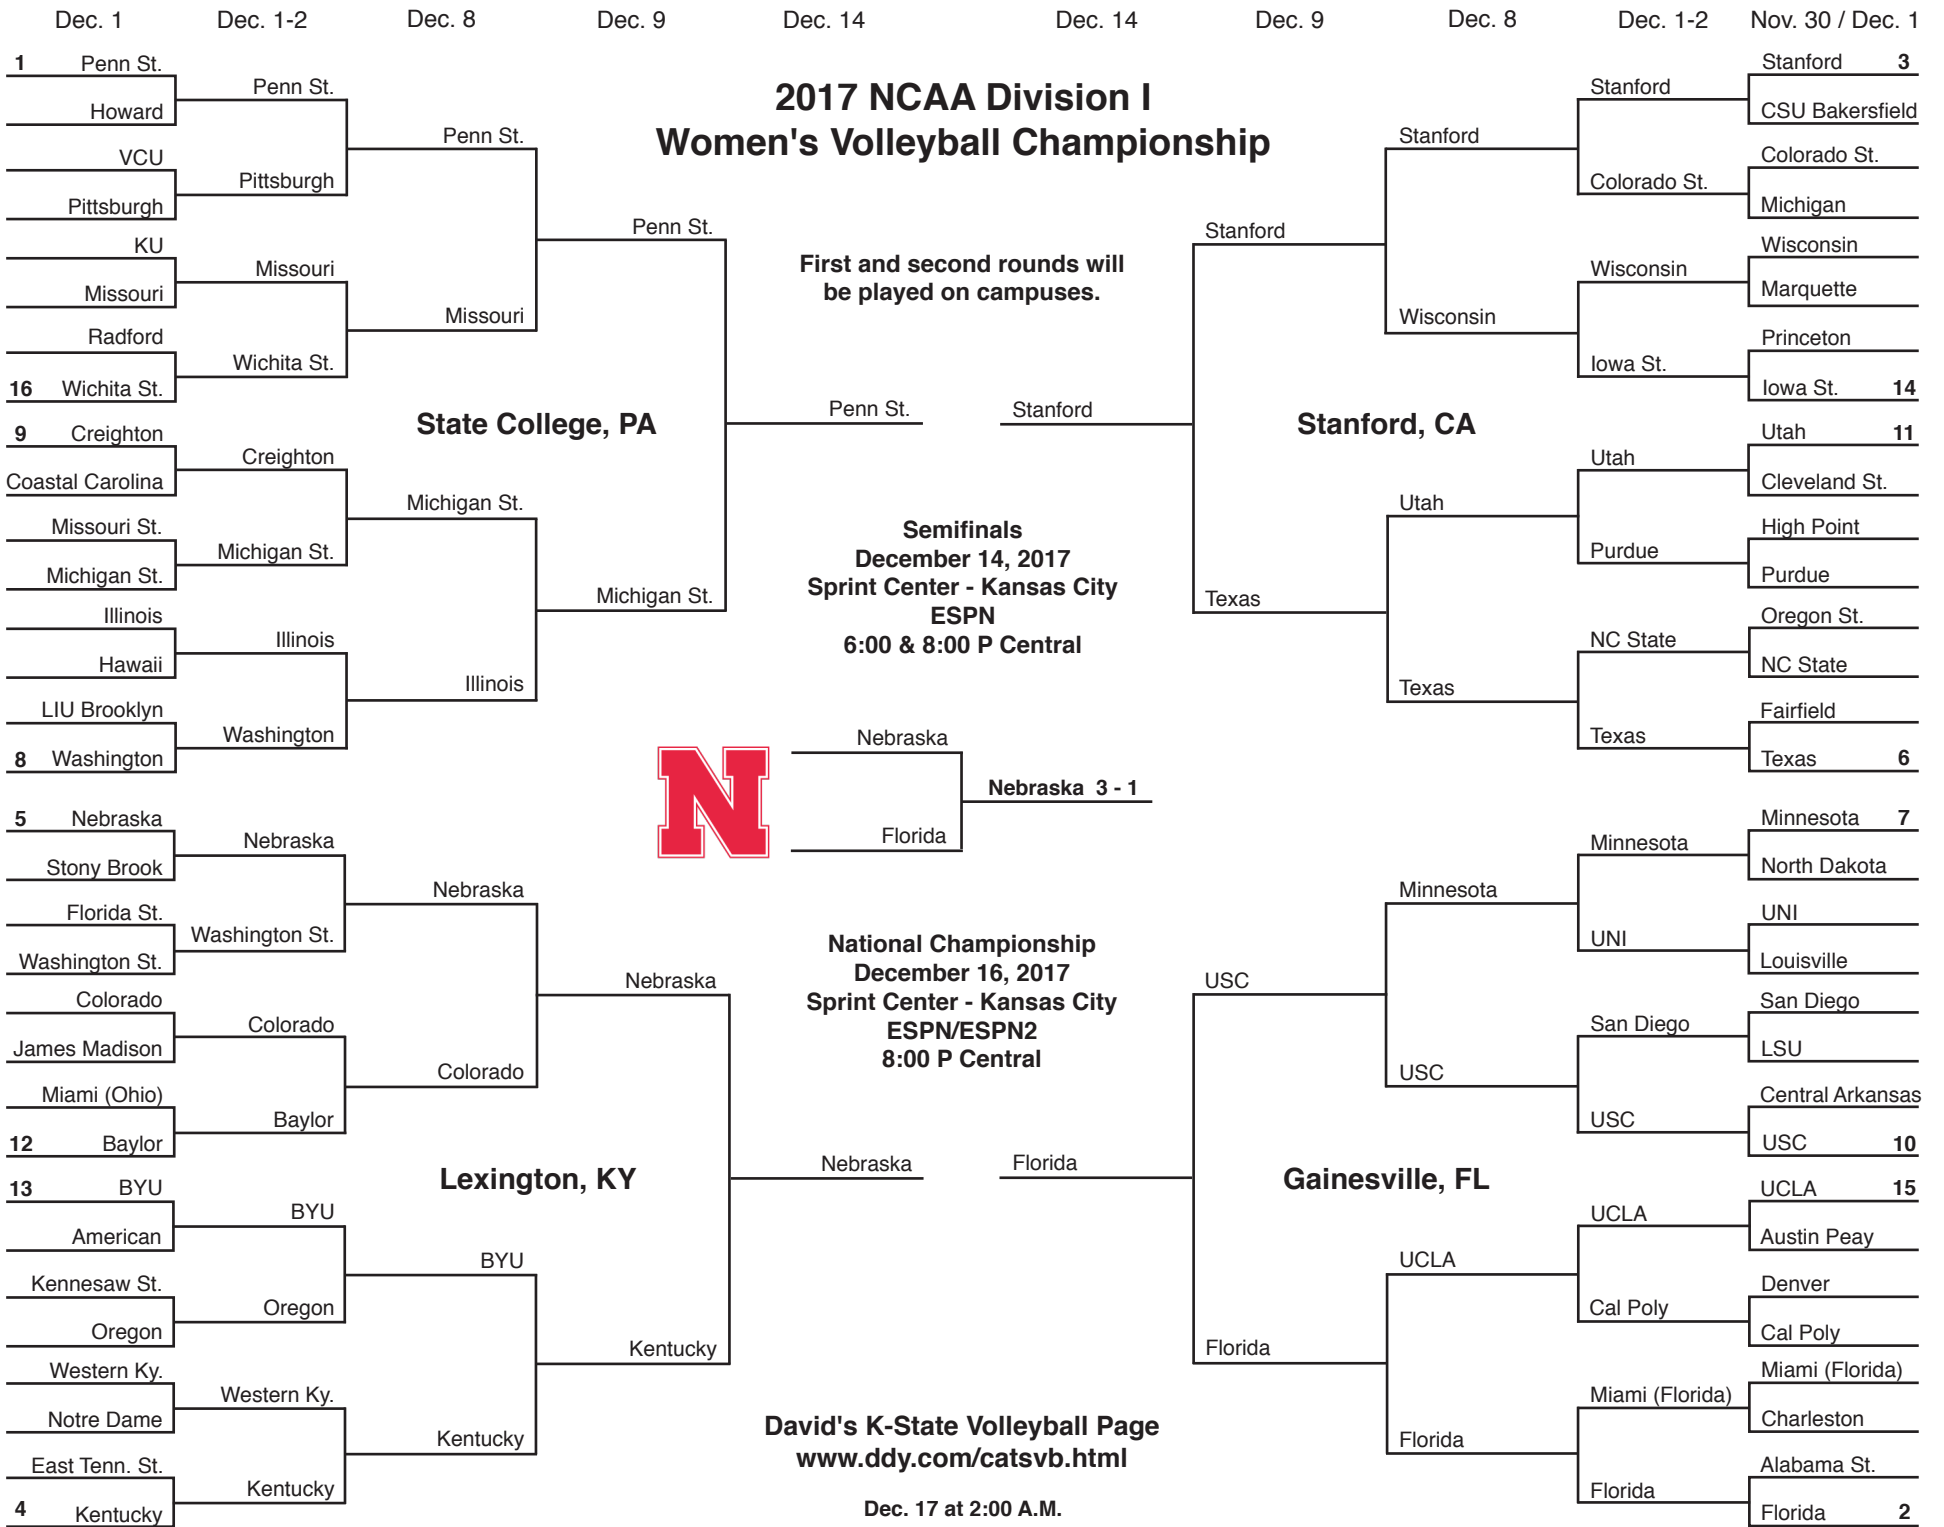 Dec. 1 Dec. 1-2 Dec. 8 Dec. 9 Dec. 14 Dec. 14 Dec. 9 Dec. 8 Dec. 1-2 Nov. 30 / Dec. 1
2017 NCAA Division I
Women's Volleyball Championship
First and second rounds will
be played on campuses.
1 Penn St.
Howard
VCU
Pittsburgh
KU
Missouri
Radford
16 Wichita St.
9 Creighton
Coastal Carolina
Missouri St.
Michigan St.
Illinois
Hawaii
LIU Brooklyn
8 Washington
5 Nebraska
Stony Brook
Florida St.
Washington St.
Colorado
James Madison
Miami (Ohio)
12 Baylor
13 BYU
American
Kennesaw St.
Oregon
Western Ky.
Notre Dame
East Tenn. St.
4 Kentucky
Penn St.
Pittsburgh
Missouri
Wichita St.
Creighton
Michigan St.
Illinois
Washington
Nebraska
Washington St.
Colorado
Baylor
BYU
Oregon
Western Ky.
Kentucky
Penn St.
Missouri
Michigan St.
Illinois
Nebraska
Colorado
BYU
Kentucky
Penn St.
Michigan St.
Nebraska
Kentucky
State College, PA
Lexington, KY
Penn St.
Nebraska
Semifinals
December 14, 2017
Sprint Center - Kansas City
ESPN
6:00 & 8:00 P Central
N
Nebraska
Nebraska 3 - 1
Florida
National Championship
December 16, 2017
Sprint Center - Kansas City
ESPN/ESPN2
8:00 P Central
David's K-State Volleyball Page
www.ddy.com/catsvb.html
Dec. 17 at 2:00 A.M.
Stanford
Florida
Stanford, CA
Gainesville, FL
Stanford
Texas
USC
Florida
Stanford
Wisconsin
Utah
Texas
Minnesota
USC
UCLA
Florida
Stanford
Colorado St.
Wisconsin
Iowa St.
Utah
Purdue
NC State
Texas
Minnesota
UNI
San Diego
USC
UCLA
Cal Poly
Miami (Florida)
Florida
Stanford 3
CSU Bakersfield
Colorado St.
Michigan
Wisconsin
Marquette
Princeton
Iowa St. 14
Utah 11
Cleveland St.
High Point
Purdue
Oregon St.
NC State
Fairfield
Texas 6
Minnesota 7
North Dakota
UNI
Louisville
San Diego
LSU
Central Arkansas
USC 10
UCLA 15
Austin Peay
Denver
Cal Poly
Miami (Florida)
Charleston
Alabama St.
Florida 2